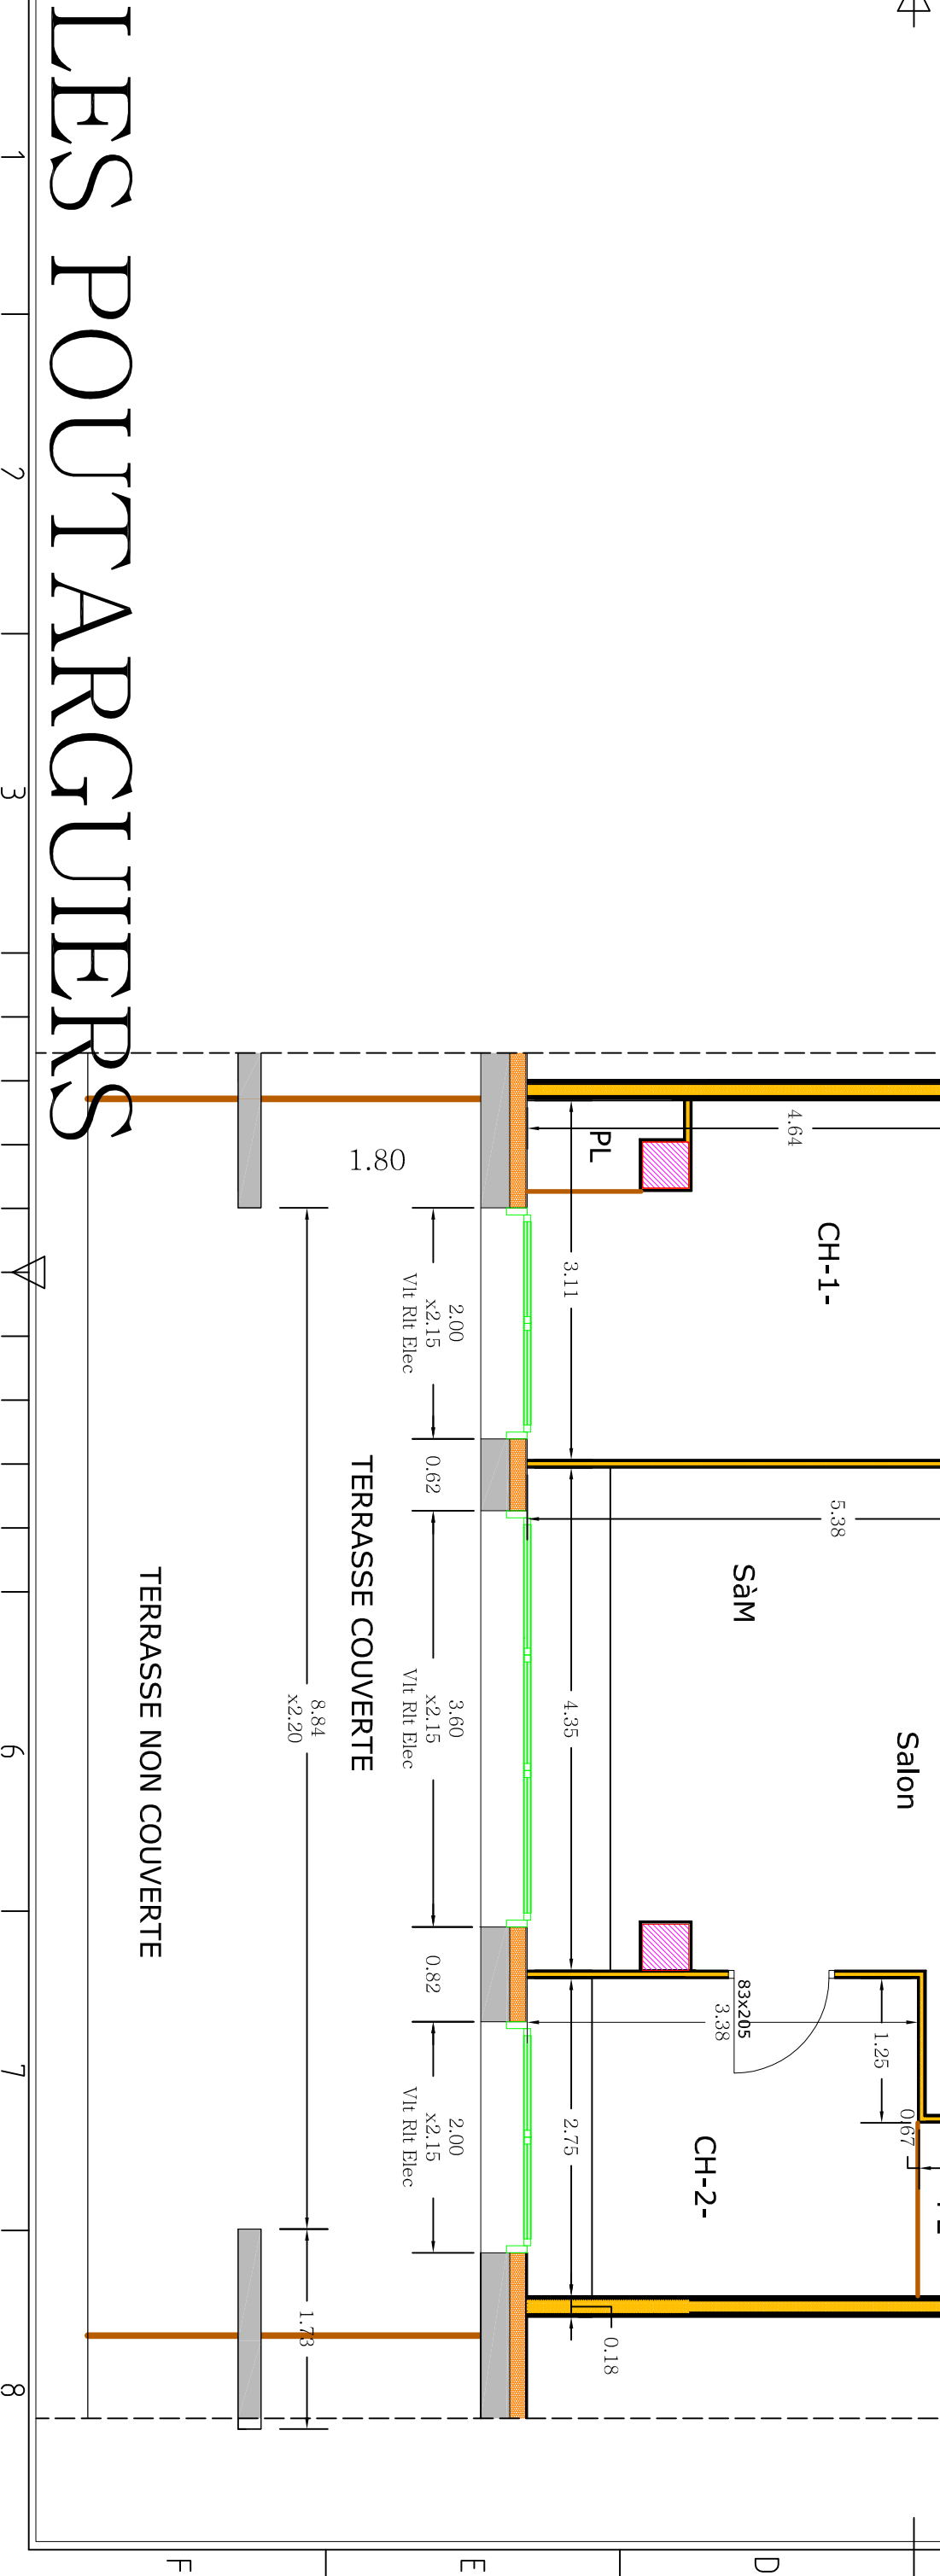 LES POUTARGUIERS
1
2
3
6
7
8
F
E
D
CH-1-
4.64
PL
3.11
SàM
Salon
5.38
4.35
83x205
3.38
1.25
0.67
CH-2-
2.75
0.18
2.00
x2.15
Vlt Rlt Elec
0.62
3.60
x2.15
Vlt Rlt Elec
0.82
2.00
x2.15
Vlt Rlt Elec
1.80
TERRASSE COUVERTE
8.84
x2.20
1.73
TERRASSE NON COUVERTE